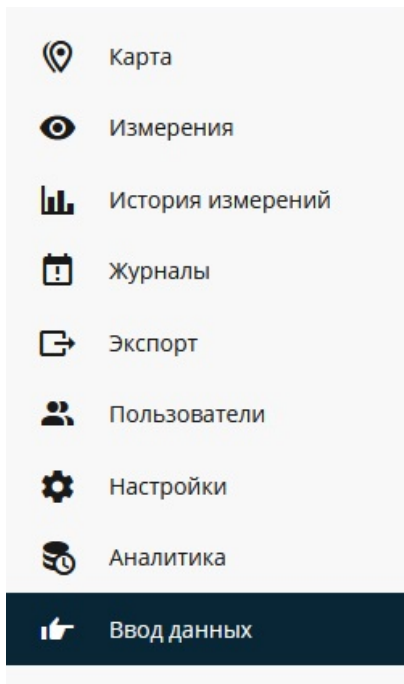 Карта
Измерения
История измерений
Журналы
Экспорт
Пользователи
Настройки
Аналитика
Ввод данных